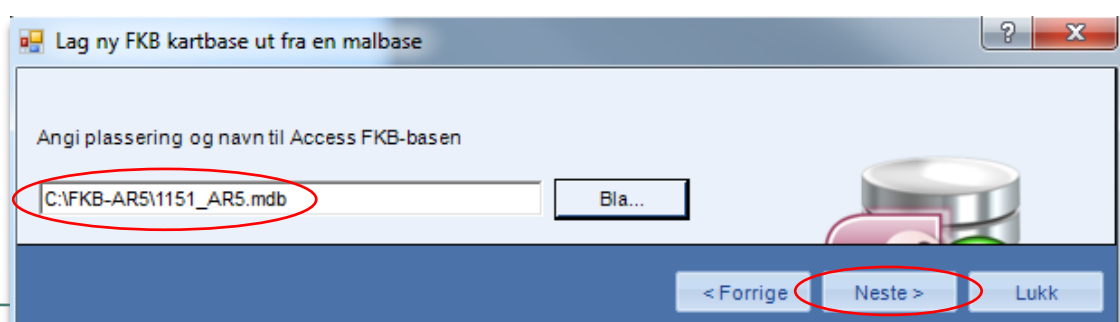 Lag ny FKB kartbase ut fra en malbase
? X
Angi plassering og navn til Access FKB-basen
C:\FKB-AR5\1151_AR5.mdb Bla...
< Forrige Neste > Lukk